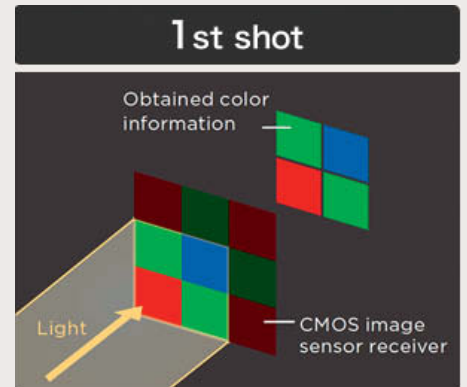 1st shot
Obtained color
information
Light
CMOS image
sensor receiver